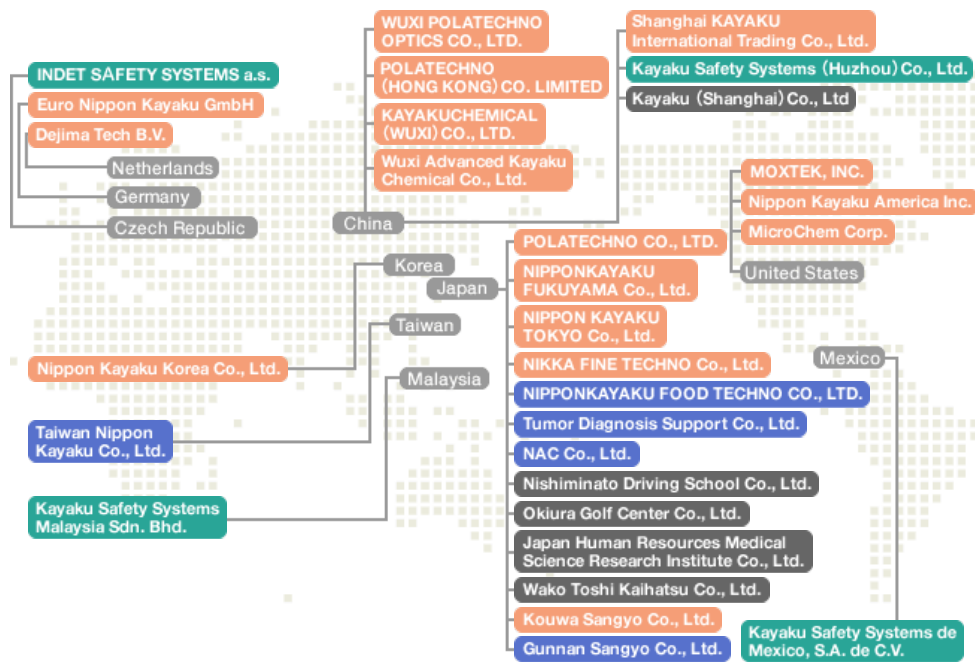 INDET SAFETY SYSTEMS a.s.
Euro Nippon Kayaku GmbH
Dejima Tech B.V.
Netherlands
Germany
Czech Republic
WUXI POLATECHNO
OPTICS CO., LTD.
POLATECHNO
(HONG KONG) CO. LIMITED
KAYAKUCHEMICAL
(WUXI) CO., LTD.
Wuxi Advanced Kayaku
Chemical Co., Ltd.
China
Shanghai KAYAKU
International Trading Co., Ltd.
Kayaku Safety Systems (Huzhou) Co., Ltd.
Kayaku (Shanghai) Co., Ltd
MOXTEK, INC.
Nippon Kayaku America Inc.
MicroChem Corp.
United States
Korea
Japan
Taiwan
Malaysia
Nippon Kayaku Korea Co., Ltd.
Taiwan Nippon
Kayaku Co., Ltd.
Kayaku Safety Systems
Malaysia Sdn. Bhd.
POLATECHNO CO., LTD.
NIPPONKAYAKU
FUKUYAMA Co., Ltd.
NIPPON KAYAKU
TOKYO Co., Ltd.
NIKKA FINE TECHNO Co., Ltd.
NIPPONKAYAKU FOOD TECHNO CO., LTD.
Tumor Diagnosis Support Co., Ltd.
NAC Co., Ltd.
Nishiminato Driving School Co., Ltd.
Okiura Golf Center Co., Ltd.
Japan Human Resources Medical
Science Research Institute Co., Ltd.
Wako Toshi Kaihatsu Co., Ltd.
Kouwa Sangyo Co., Ltd.
Gunnan Sangyo Co., Ltd.
Mexico
Kayaku Safety Systems de
Mexico, S.A. de C.V.